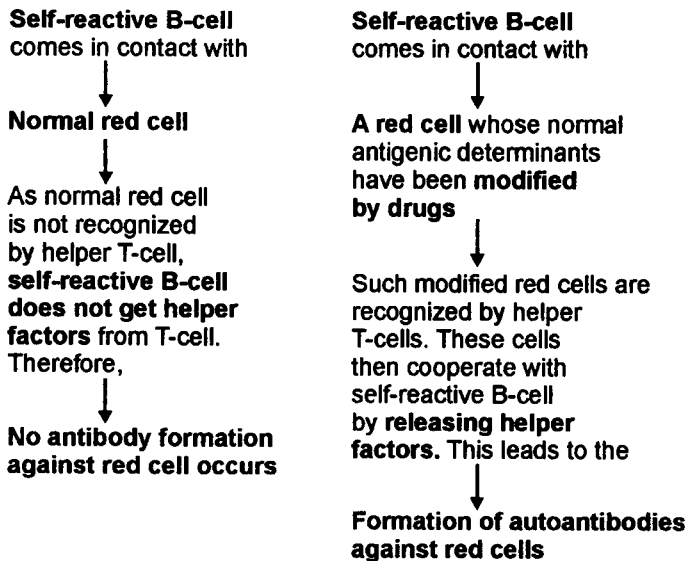 Self-reactive B-cell
comes in contact with
Normal red cell
As normal red cell
is not recognized
by helper T-cell,
self-reactive B-cell
does not get helper
factors from T-cell.
Therefore,
No antibody formation
against red cell occurs
Self-reactive B-cell
comes in contact with
A red cell whose normal
antigenic determinants
have been modified
by drugs
Such modified red cells are
recognized by helper
T-cells. These cells
then cooperate with
self-reactive B-cell
by releasing helper
factors. This leads to the
Formation of autoantibodies
against red cells